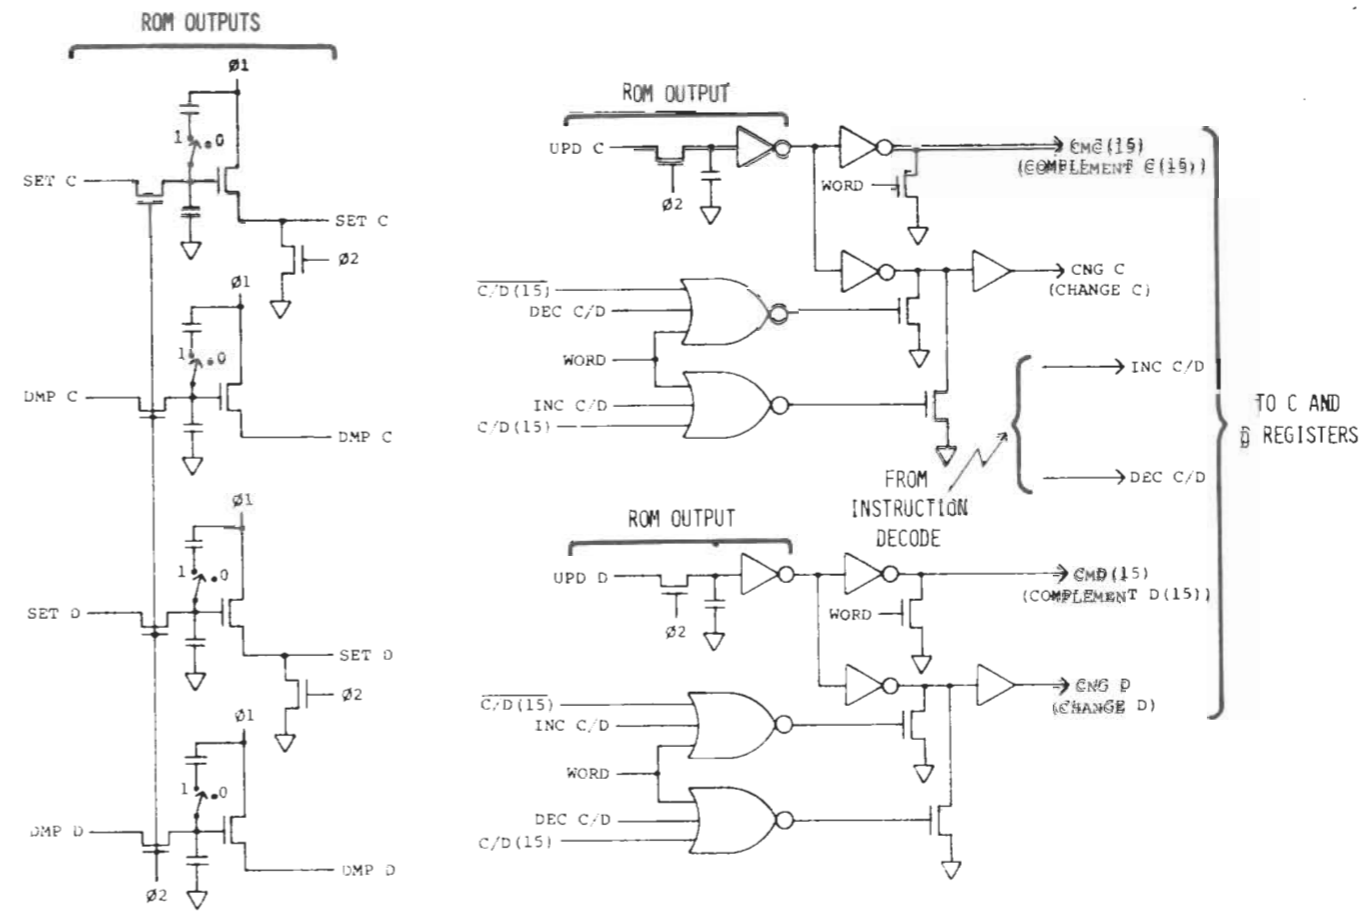 ROM OUTPUTS
Ø1
1 0
SET C
SET C
Ø2
Ø1
1 0
DMP C
DMP C
Ø1
1 0
SET D
SET D
Ø2
Ø1
1 0
DMP D
DMP D
Ø2
ROM OUTPUT
UPD C
Ø2
WORD
CMC(15)
(COMPLEMENT C(15))
C/D(15)
DEC C/D
WORD
INC C/D
C/D(15)
CNG C
(CHANGE C)
INC C/D
DEC C/D
FROM
INSTRUCTION
DECODE
TO C AND
D REGISTERS
ROM OUTPUT
UPD D
Ø2
WORD
CMD(15)
(COMPLEMENT D(15))
C/D(15)
INC C/D
WORD
DEC C/D
C/D(15)
CNG D
(CHANGE D)